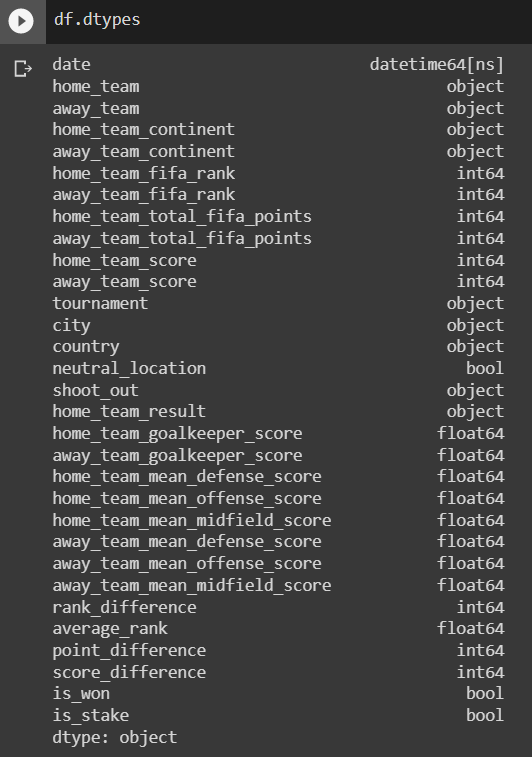 df.dtypes
date datetime64[ns]
home_team object
away_team object
home_team_continent object
away_team_continent object
home_team_fifa_rank int64
away_team_fifa_rank int64
home_team_total_fifa_points int64
away_team_total_fifa_points int64
home_team_score int64
away_team_score int64
tournament object
city object
country object
neutral_location bool
shoot_out object
home_team_result object
home_team_goalkeeper_score float64
away_team_goalkeeper_score float64
home_team_mean_defense_score float64
home_team_mean_offense_score float64
home_team_mean_midfield_score float64
away_team_mean_defense_score float64
away_team_mean_offense_score float64
away_team_mean_midfield_score float64
rank_difference int64
average_rank float64
point_difference int64
score_difference int64
is_won bool
is_stake bool
dtype: object